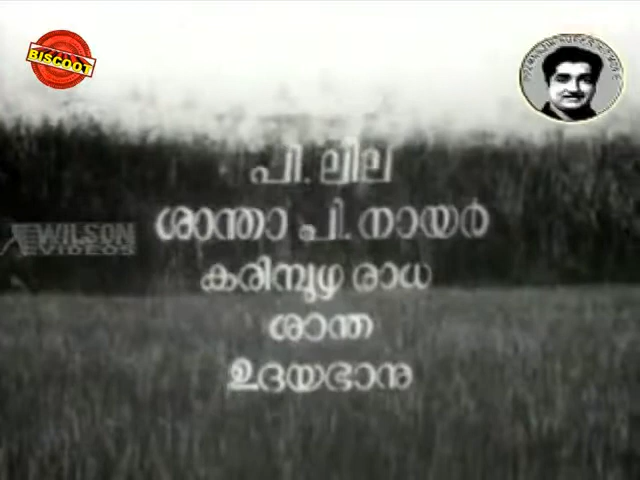 BISCOOT
പി. ലീല
ശാന്താ പി. നായർ
WILSON
VIDEOS
കരിമ്പുഴ രാധ
ശാന്ത
ഉദയഭാനു